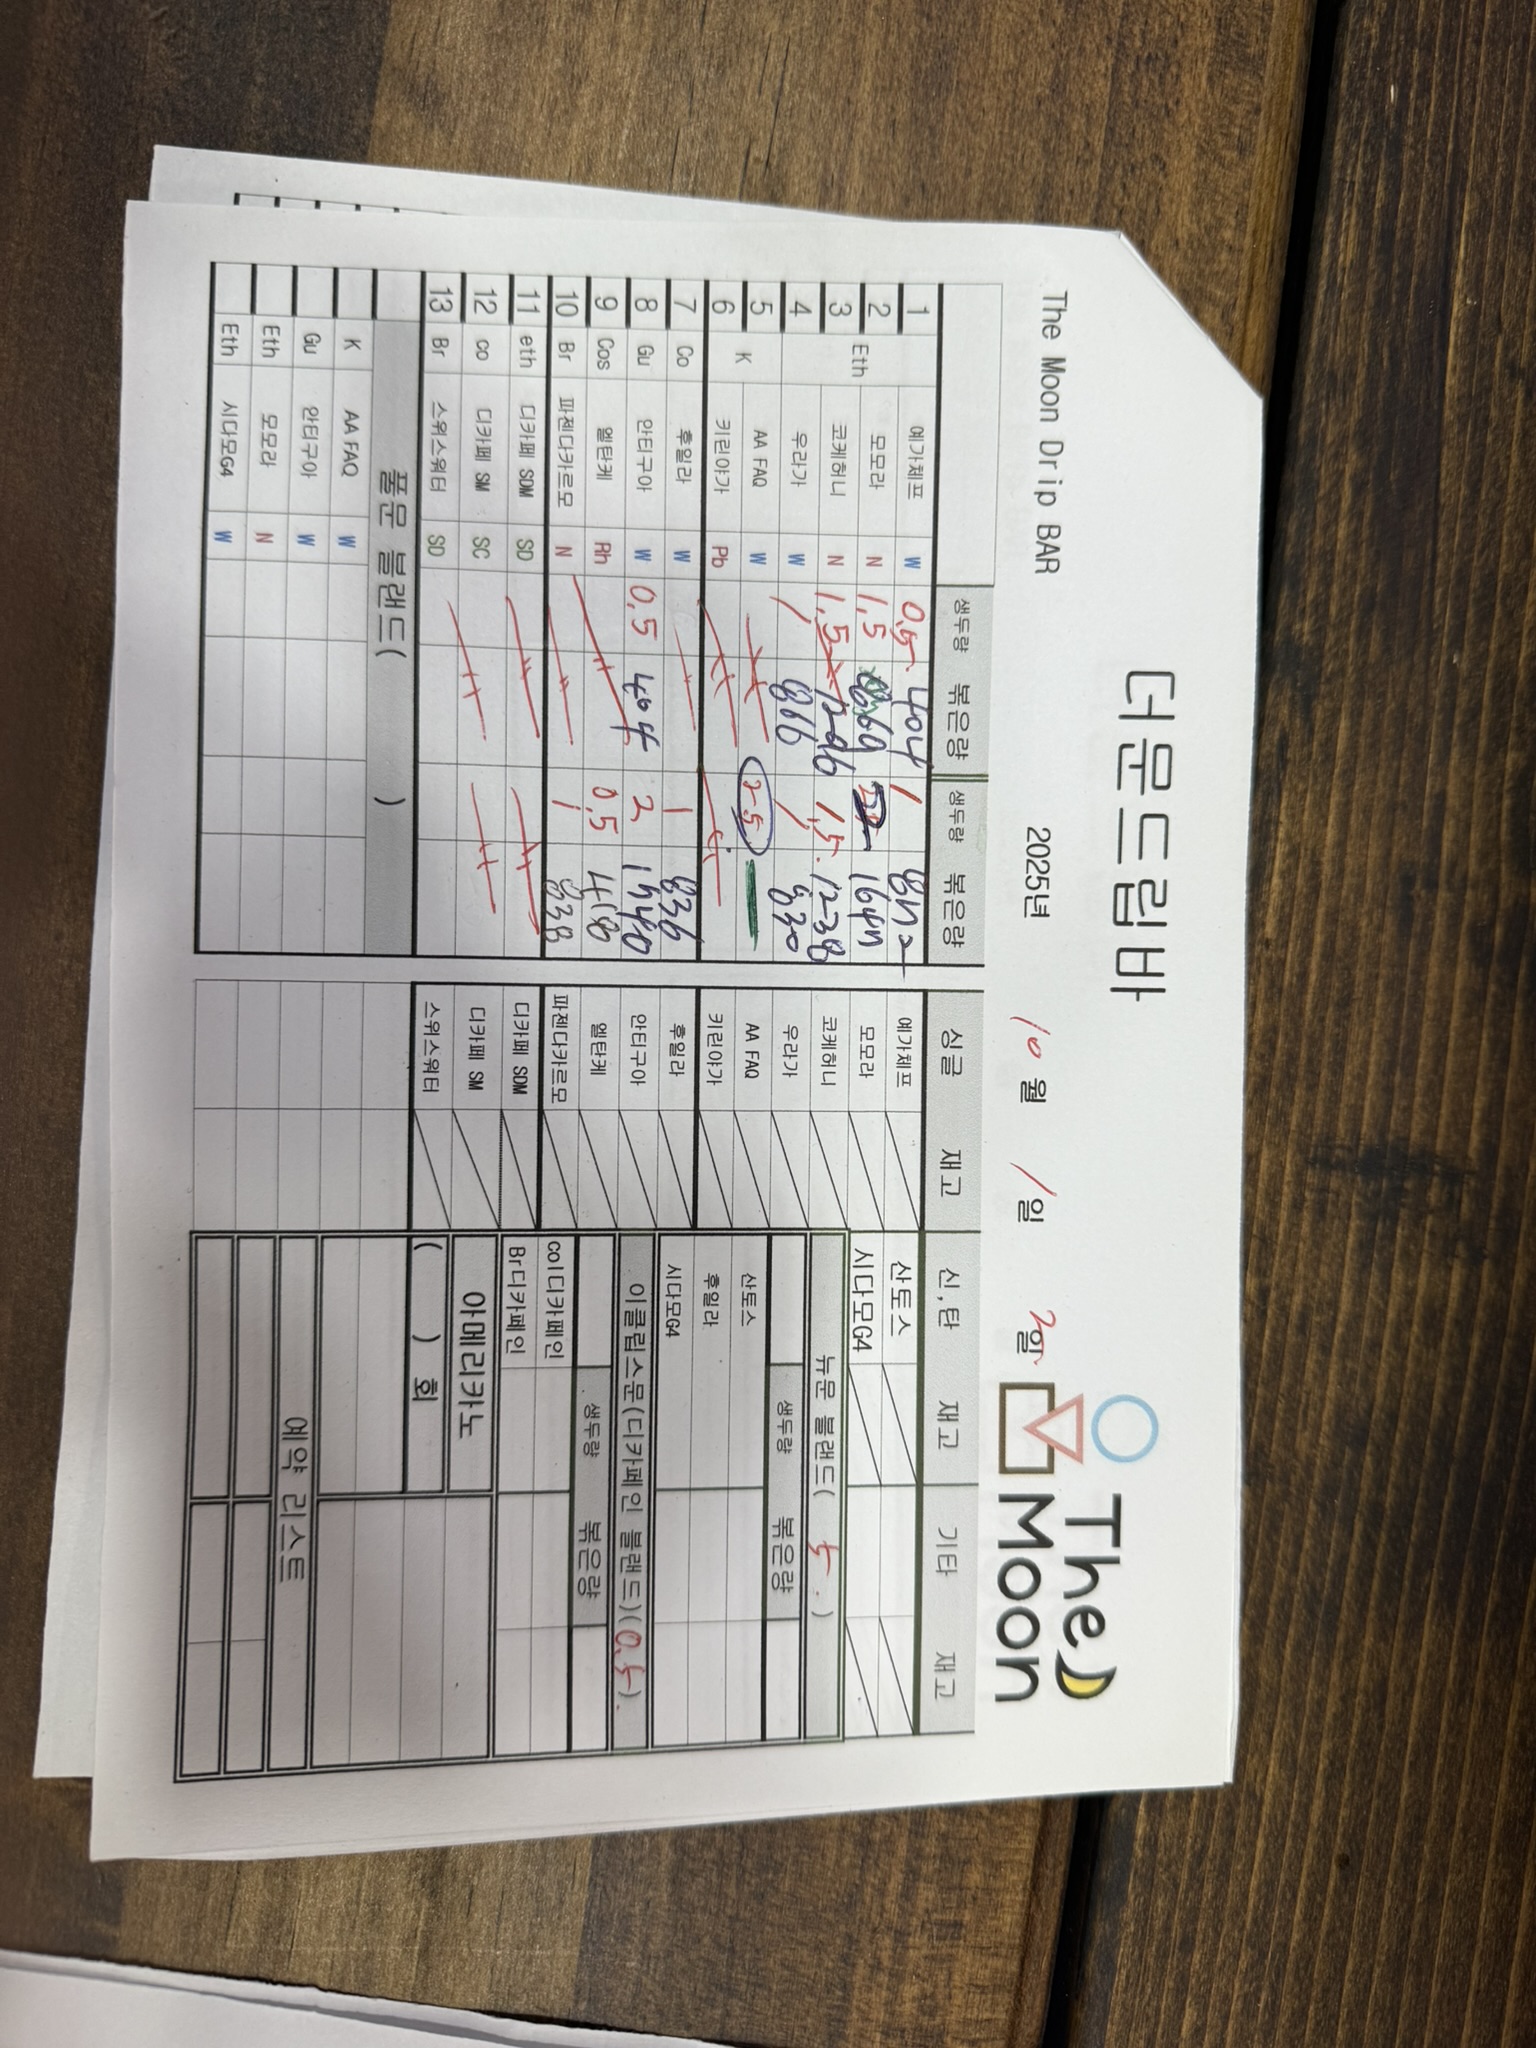 더문드립바
The Moon
The Moon Drip BAR 2025년 10월 1일 2일
생두량 볶은량 생두량 볶은량 싱글 재고 신,탄 재고 기타 재고
1 Eth 예가체프 W 0.5 404 1 872 예가체프 산토스
2 모모라 N 1,5 1647 모모라 시다모G4
3 코케허니 N 1,5 1296 1,5 1238 코케허니 뉴문 블랜드( 5 )
4 우라가 W 1 866 1 830 우라가 생두량 볶은량
5 K AA FAQ W 2.5 AA FAQ 산토스
6 키린야가 Pb 키린야가 후일라
7 Co 후일라 W 1 836 후일라 시다모G4
8 Gu 안티구아 W 0,5 404 2 1740 안티구아 이클립스문(디카페인 블랜드)(0.5)
9 Cos 엘탄케 Rh 0,5 418 엘탄케 생두량 볶은량
10 Br 파젠다카르모 N 1 838 파젠다카르모 col디카페인
11 eth 디카페 SDM SD 디카페 SDM Br디카페인
12 co 디카페 SM SC 디카페 SM 아메리카노
13 Br 스위스워터 SD 스위스워터 ( ) 회
풀문 블랜드( )
K AA FAQ W
Gu 안티구아 W 예약 리스트
Eth 모모라 N
Eth 시다모G4 W